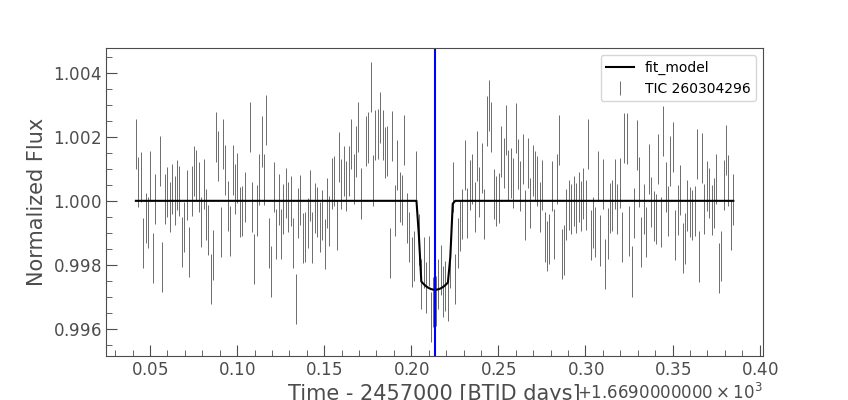 1.004
1.002
1.000
0.998
0.996
Normalized Flux
fit_model
TIC 260304296
0.05 0.10 0.15 0.20 0.25 0.30 0.35 0.40
Time - 2457000 [BTJD days]
+1.6690000000 × 10³